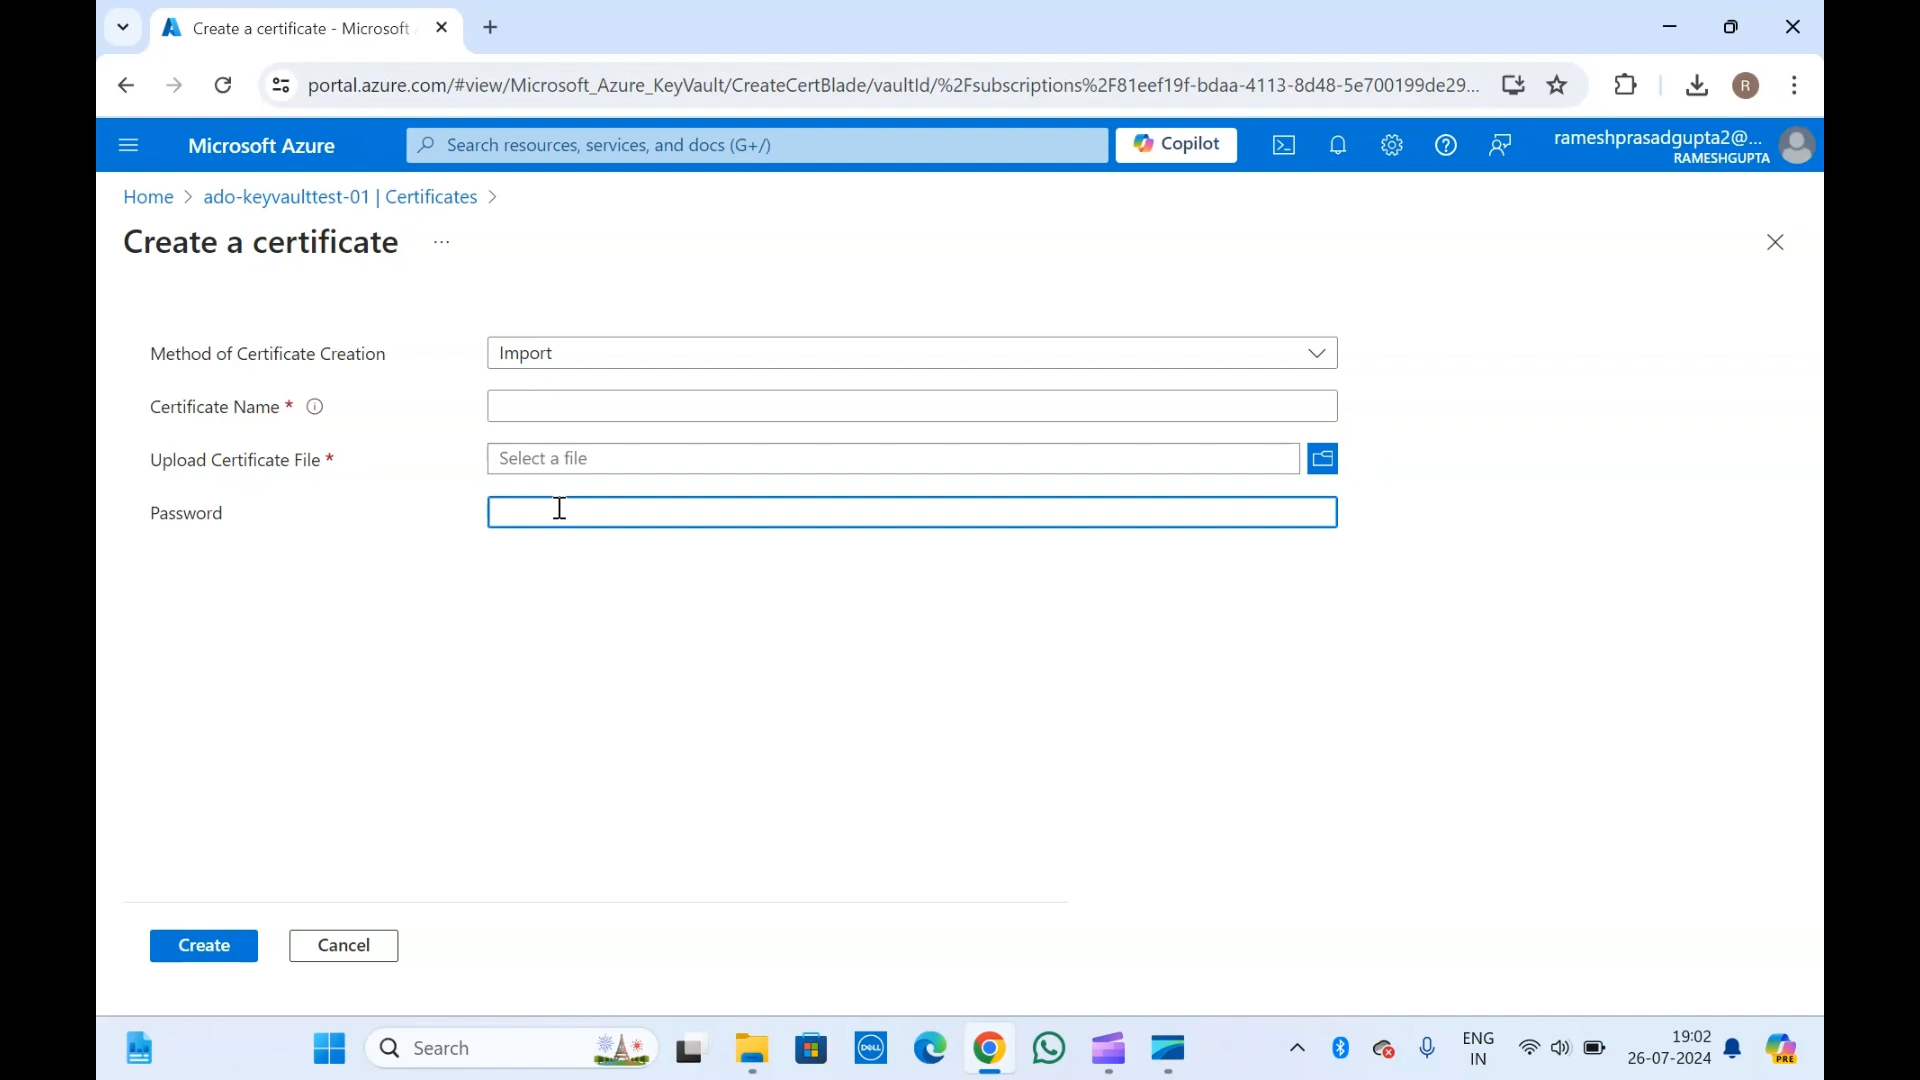 Create a certificate - Microsoft
portal.azure.com/#view/Microsoft_Azure_KeyVault/CreateCertBlade/vaultId/%2Fsubscriptions%2F81eef19f-bdaa-4113-8d48-5e700199de29...
R
Microsoft Azure
Search resources, services, and docs (G+/)
Copilot
rameshprasadgupta2@...
RAMESHGUPTA
Home > ado-keyvaulttest-01 | Certificates >
Create a certificate ...
Method of Certificate Creation
Import
Certificate Name *
Upload Certificate File *
Select a file
Password
Create
Cancel
Search
DELL
ENG
IN
19:02
26-07-2024
PRE